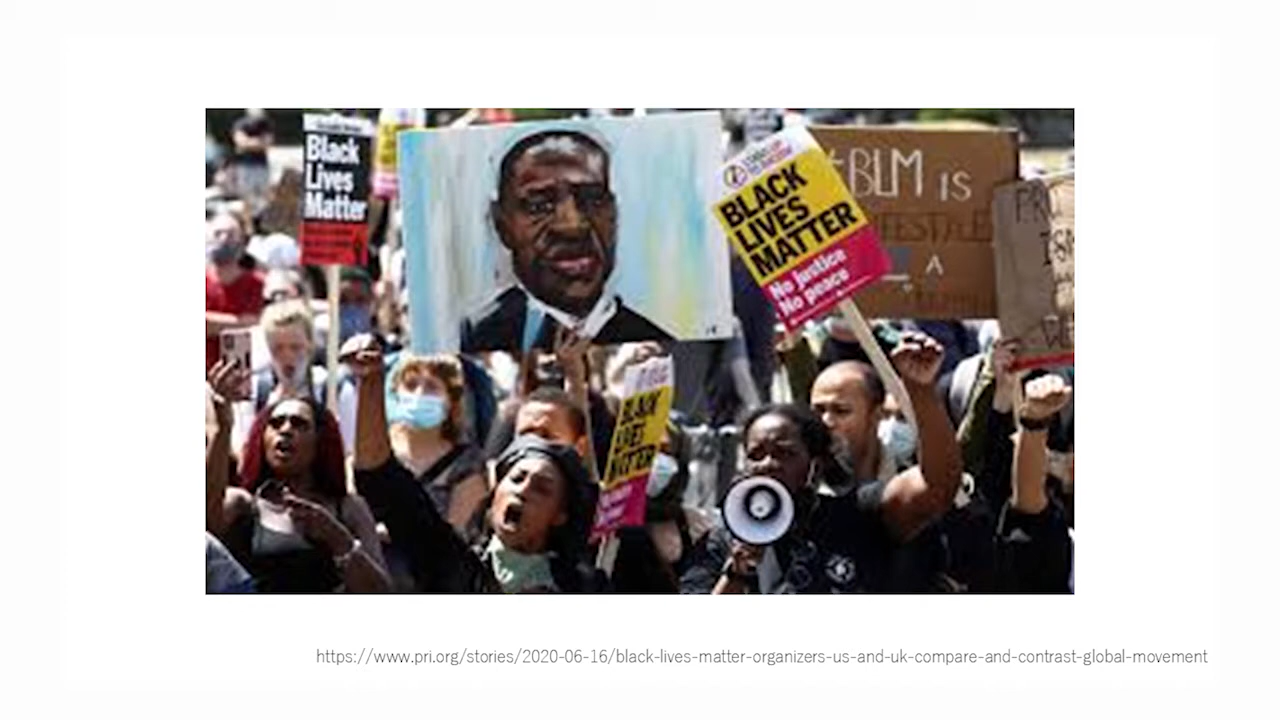 Black
Lives
Matter
BLACK
LIVES
MATTER
No justice
No peace
BLM IS
A
BLACK
LIVES
MATTER
https://www.pri.org/stories/2020-06-16/black-lives-matter-organizers-us-and-uk-compare-and-contrast-global-movement